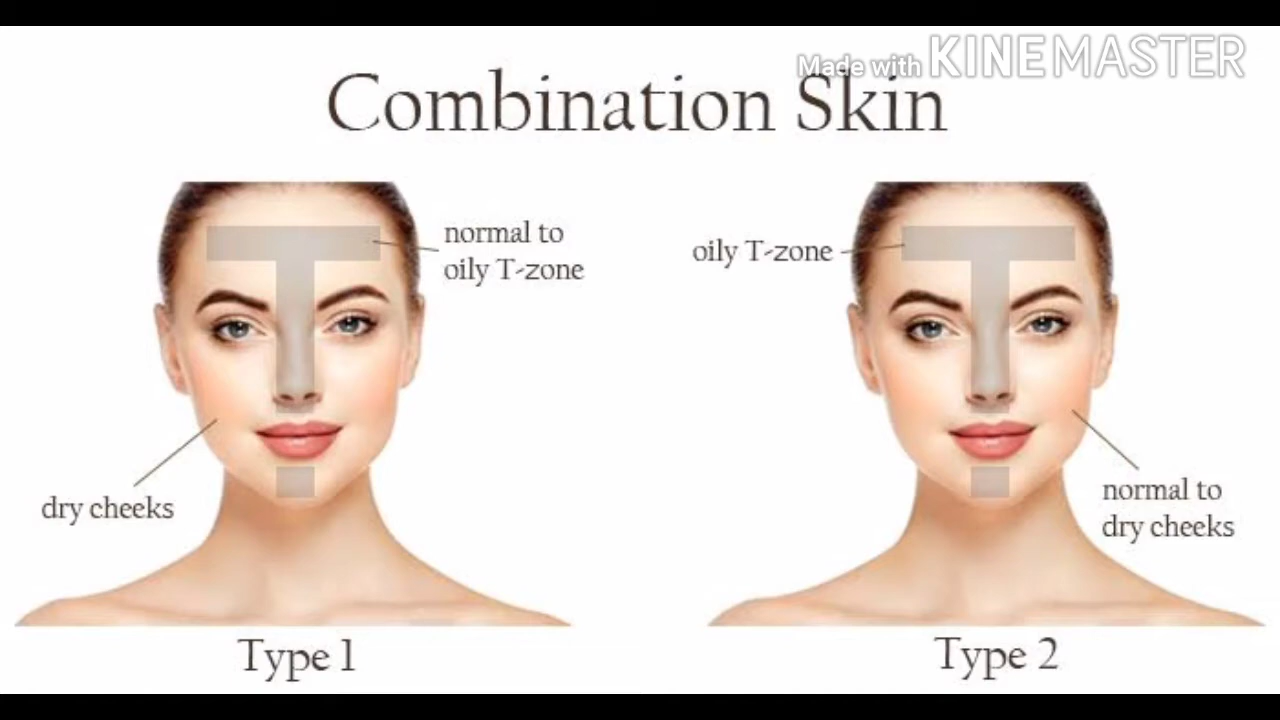 Made with KINEMASTER
Combination Skin
normal to
oily T-zone
dry cheeks
Type 1
oily T-zone
normal to
dry cheeks
Type 2